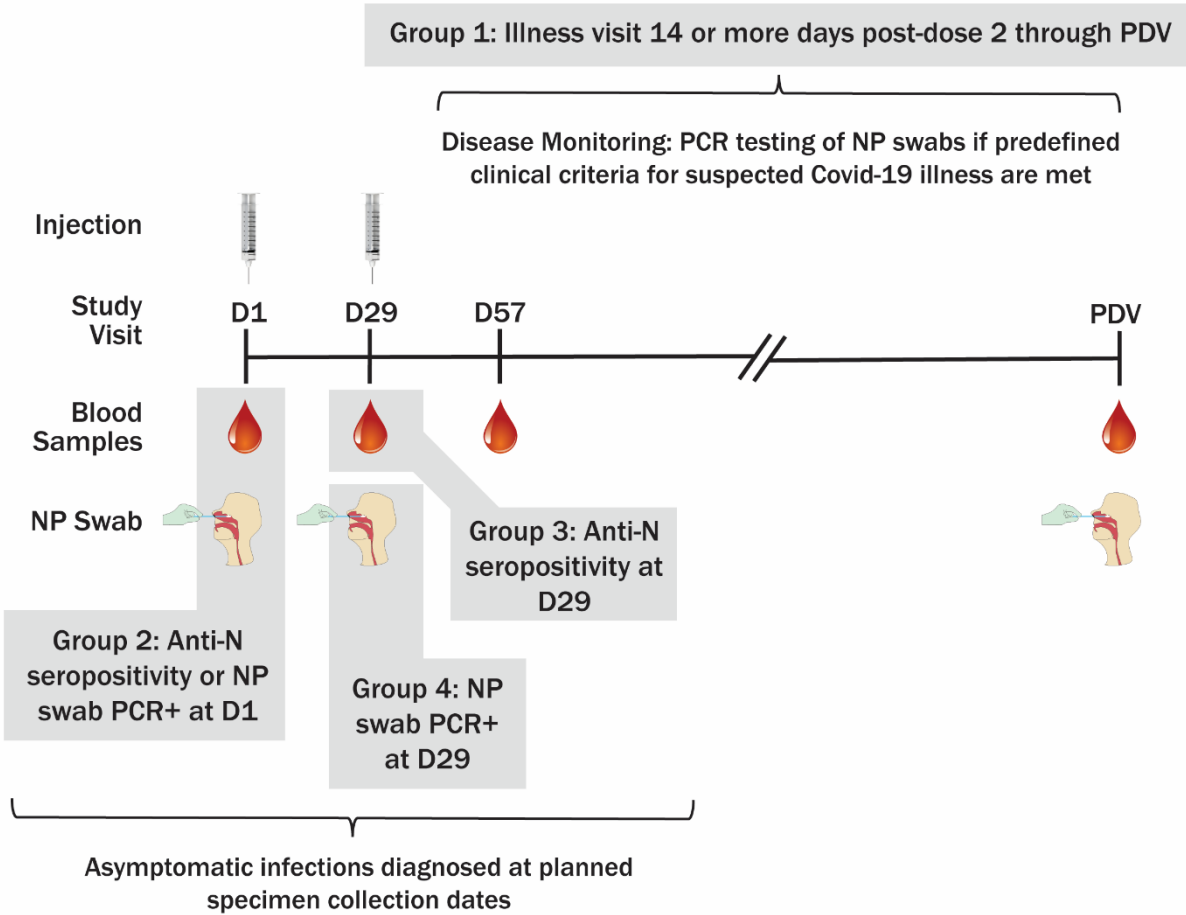 Group 1: Illness visit 14 or more days post-dose 2 through PDV
Disease Monitoring: PCR testing of NP swabs if predefined
clinical criteria for suspected Covid-19 illness are met
Injection
Study
Visit
D1
D29
D57
PDV
Blood
Samples
NP Swab
Group 3: Anti-N
seropositivity at
D29
Group 2: Anti-N
seropositivity or NP
swab PCR+ at D1
Group 4: NP
swab PCR+
at D29
Asymptomatic infections diagnosed at planned
specimen collection dates